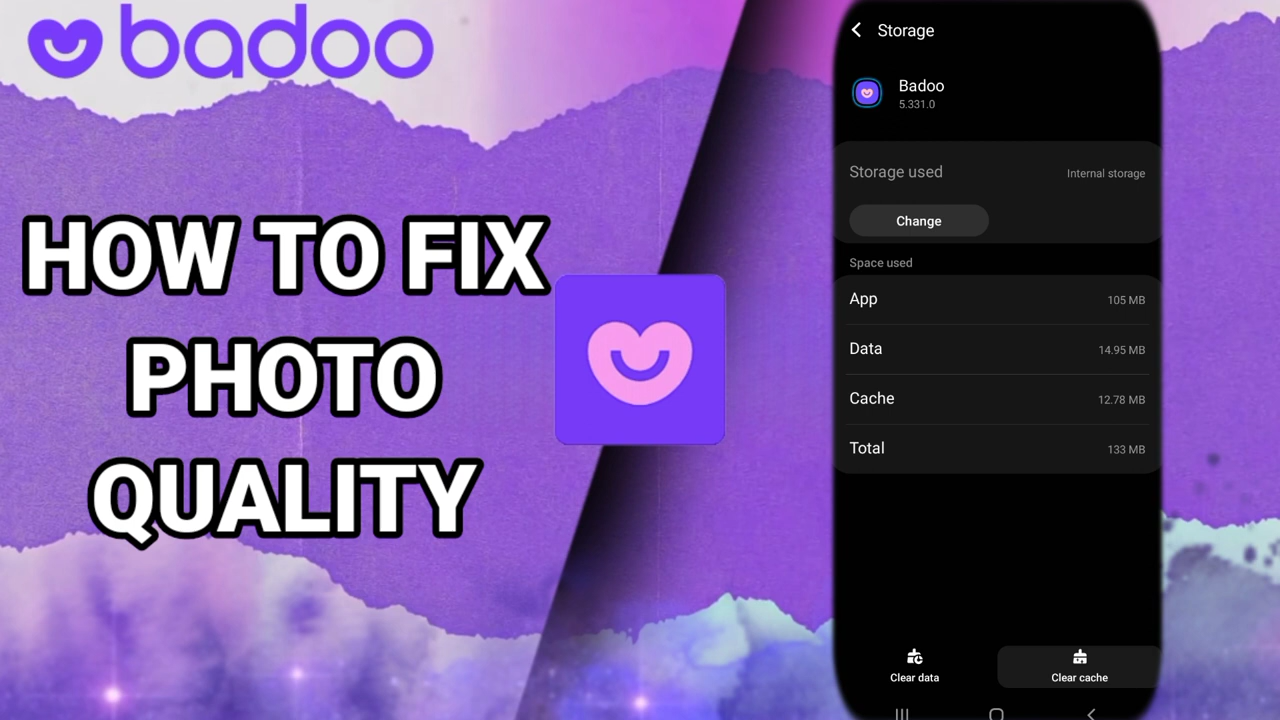 badoo
HOW TO FIX
PHOTO
QUALITY
Storage
Badoo
5.331.0
Storage used Internal storage
Change
Space used
App 105 MB
Data 14.95 MB
Cache 12.78 MB
Total 133 MB
Clear data Clear cache